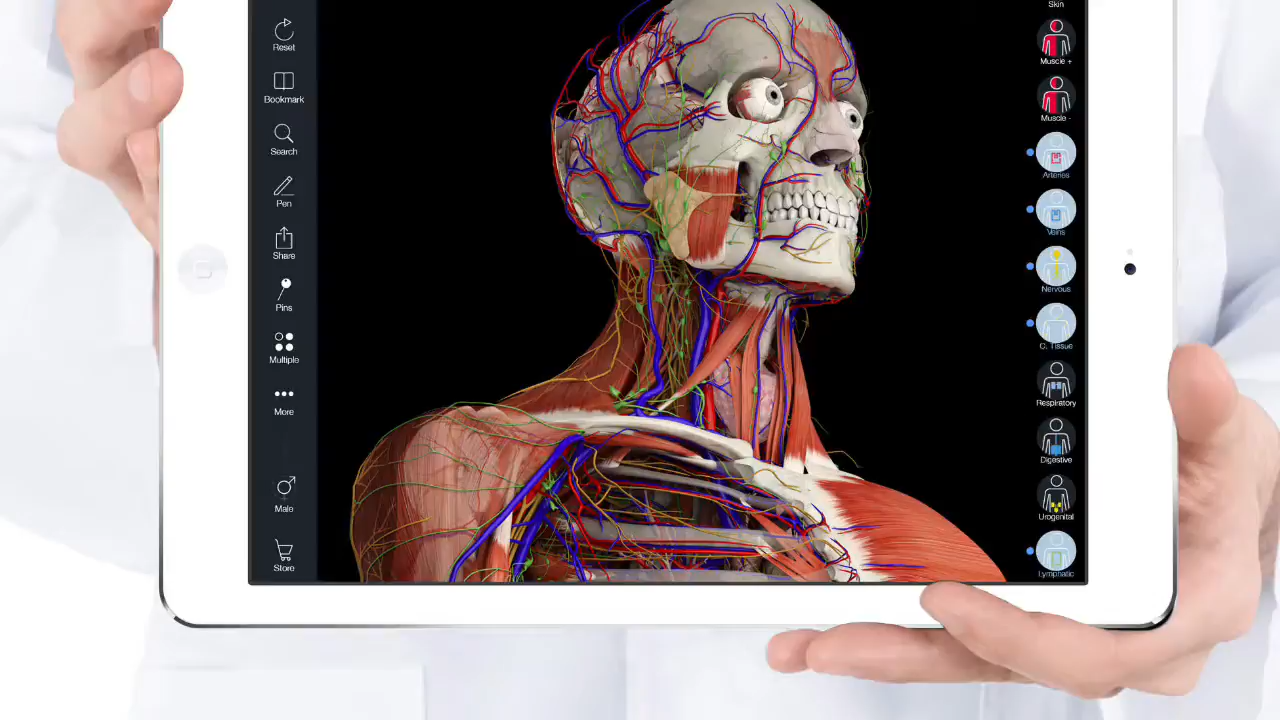 Reset
Bookmark
Search
Pen
Share
Pins
Multiple
More
Male
Store
Skin
Muscle +
Muscle -
Arteries
Veins
Nervous
C. Tissue
Respiratory
Digestive
Urogenital
Lymphatic